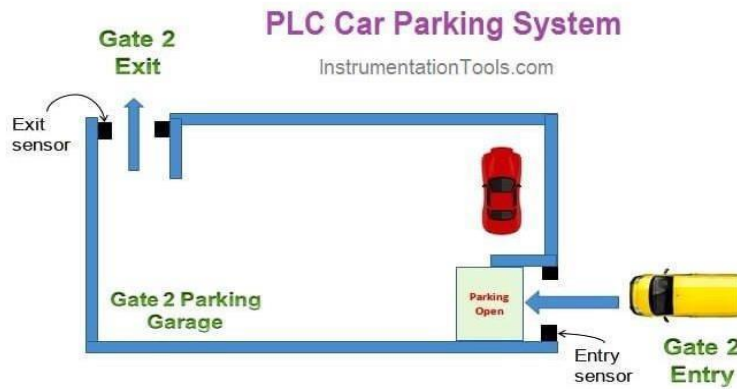 PLC Car Parking System
InstrumentationTools.com
Gate 2
Exit
Exit
sensor
Parking
Open
Gate 2 Parking
Garage
Entry
sensor
Gate 2
Entry